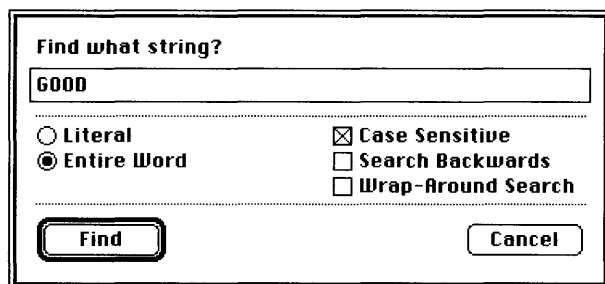 Find what string?
GOOD
Literal
Case Sensitive
Entire Word
Search Backwards
Wrap-Around Search
Find
Cancel